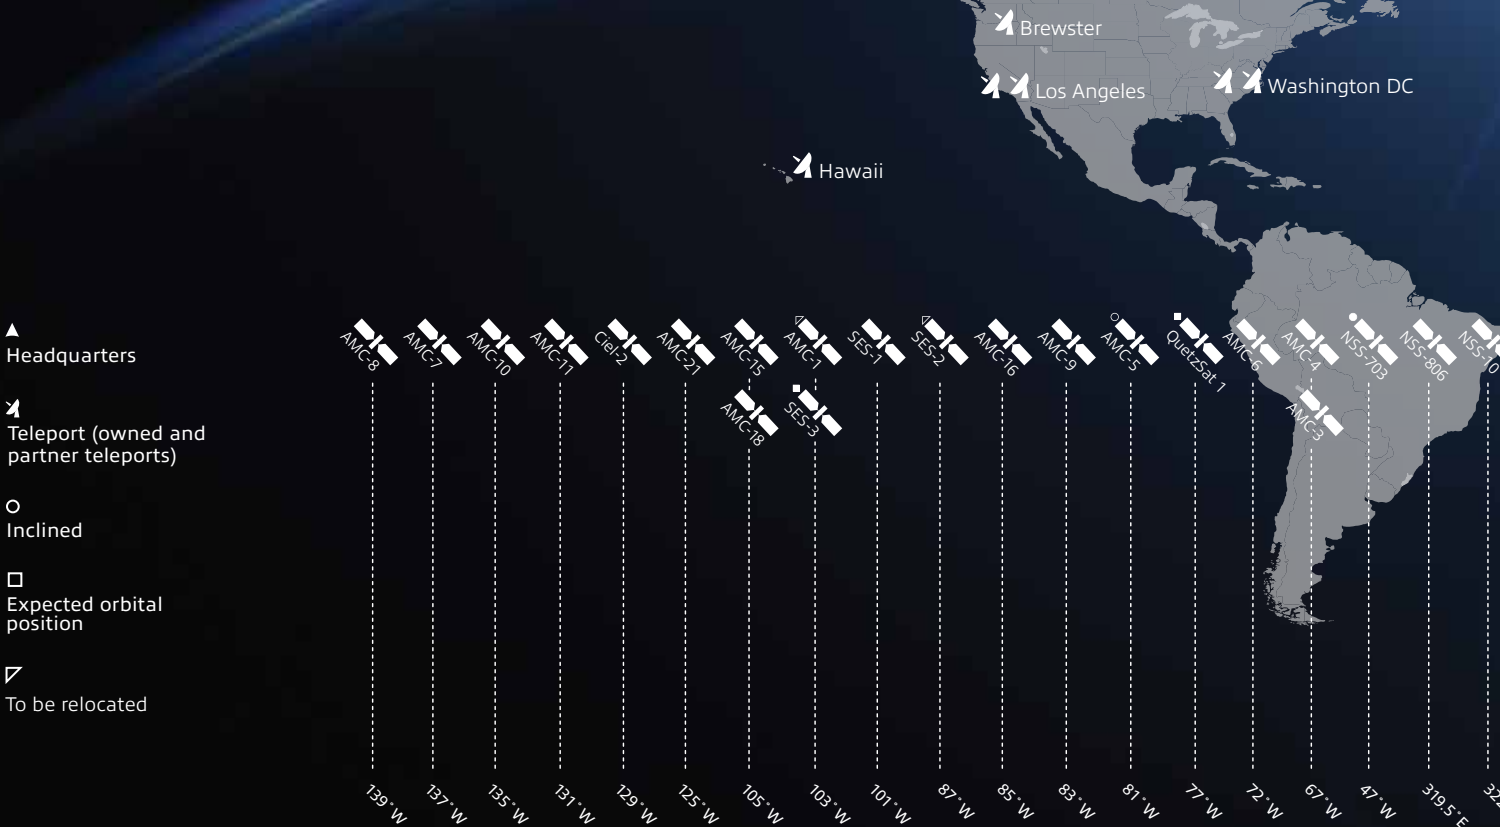 Brewster
Los Angeles
Washington DC
Hawaii
Headquarters
Teleport (owned and
partner teleports)
Inclined
Expected orbital
position
To be relocated
AMC-8
AMC-7
AMC-10
AMC-11
Ciel-2
AMC-21
AMC-15
AMC-1
SES-1
SES-2
AMC-16
AMC-9
AMC-5
QuetzSat 1
AMC-6
AMC-4
NSS-703
NSS-806
NSS-10
AMC-18
SES-3
AMC-3
139°W
137°W
135°W
131°W
129°W
125°W
105°W
103°W
101°W
87°W
85°W
83°W
81°W
77°W
72°W
67°W
47°W
319.5°E